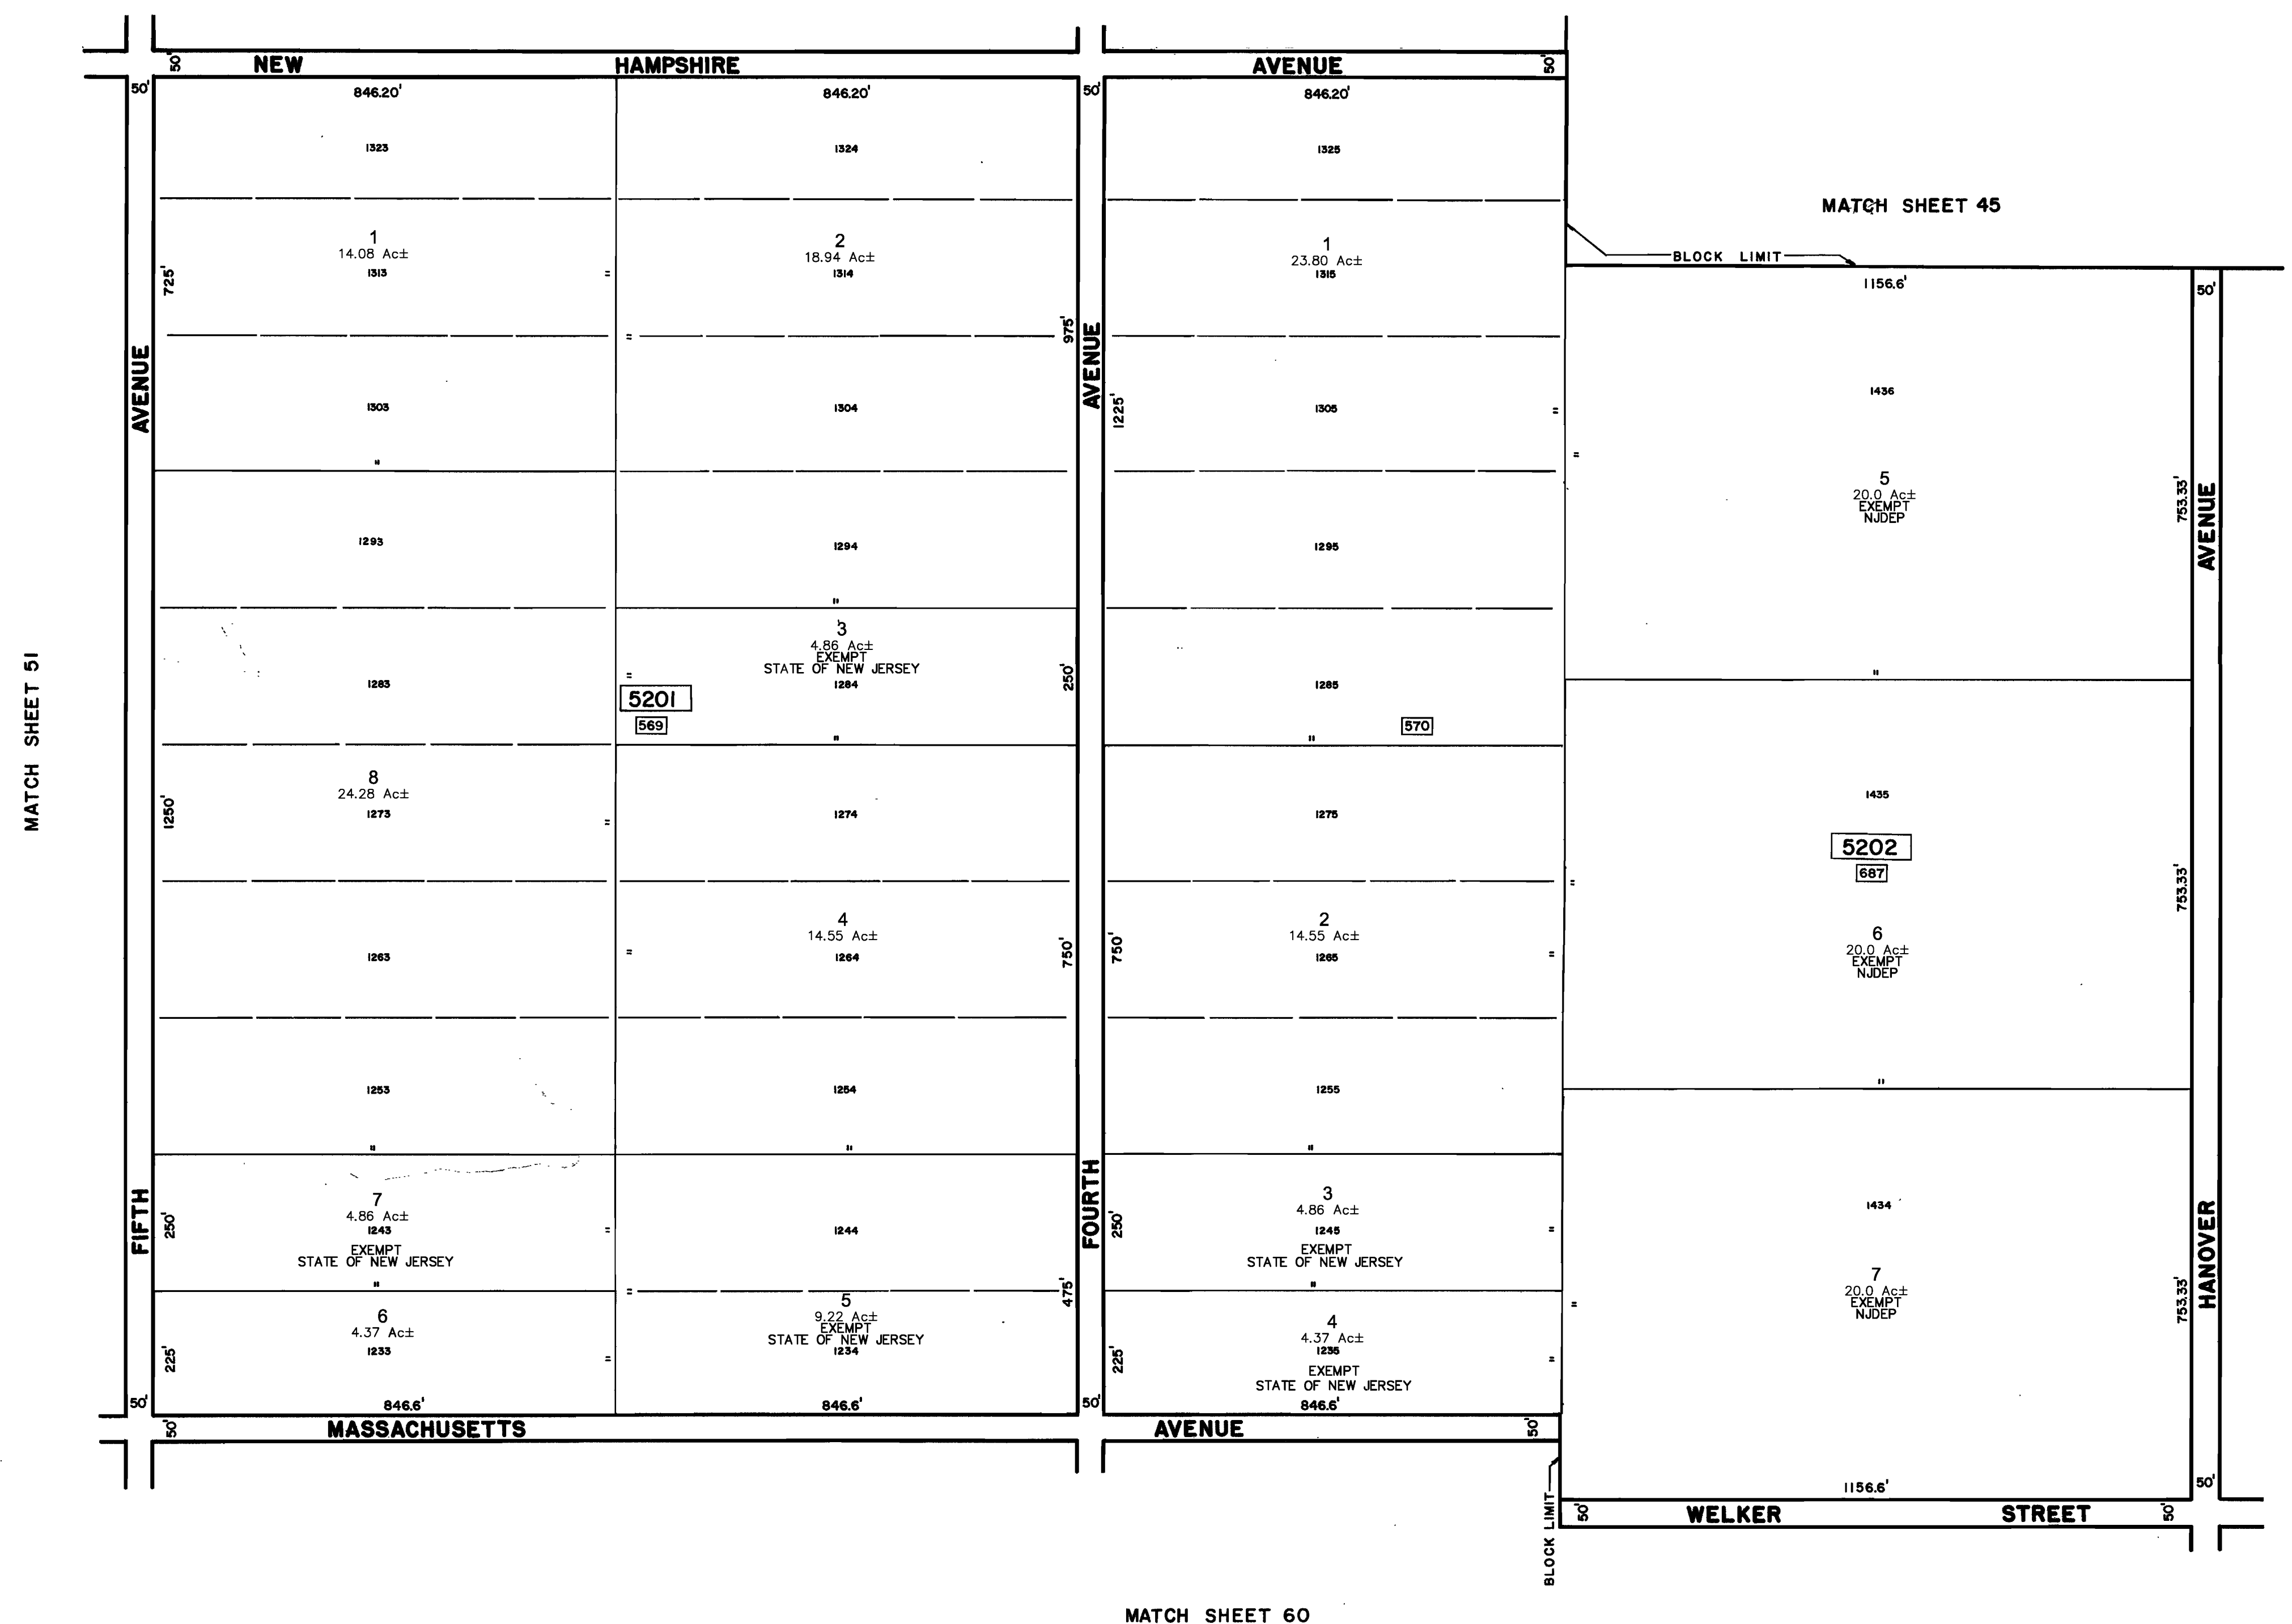 NEW HAMPSHIRE AVENUE
50'
50'
50'
50'
846.20'
846.20'
846.20'
1323
1324
1325
MATCH SHEET 45
BLOCK LIMIT
1
14.08 Ac±
1313
2
18.94 Ac±
1314
1
23.80 Ac±
1315
725'
975'
1225'
1156.6'
50'
AVENUE
AVENUE
1303
1304
1305
1436
5
20.0 Ac±
EXEMPT
NJDEP
753.33'
AVENUE
1293
1294
1295
3
4.86 Ac±
EXEMPT
STATE OF NEW JERSEY
1284
250'
1283
1285
5201
569
570
MATCH SHEET 51
8
24.28 Ac±
1273
1250'
1274
1275
1435
5202
687
753.33'
4
14.55 Ac±
1264
750'
750'
2
14.55 Ac±
1265
6
20.0 Ac±
EXEMPT
NJDEP
1263
1253
1254
1255
FIFTH
FOURTH
HANOVER
7
4.86 Ac±
1243
EXEMPT
STATE OF NEW JERSEY
250'
1244
250'
3
4.86 Ac±
1245
EXEMPT
STATE OF NEW JERSEY
1434
7
20.0 Ac±
EXEMPT
NJDEP
753.33'
6
4.37 Ac±
1233
225'
5
9.22 Ac±
EXEMPT
STATE OF NEW JERSEY
1234
475'
225'
4
4.37 Ac±
1235
EXEMPT
STATE OF NEW JERSEY
50'
846.6'
846.6'
50'
846.6'
50'
MASSACHUSETTS AVENUE
50'
1156.6'
50'
BLOCK LIMIT
50'
WELKER STREET
50'
MATCH SHEET 60